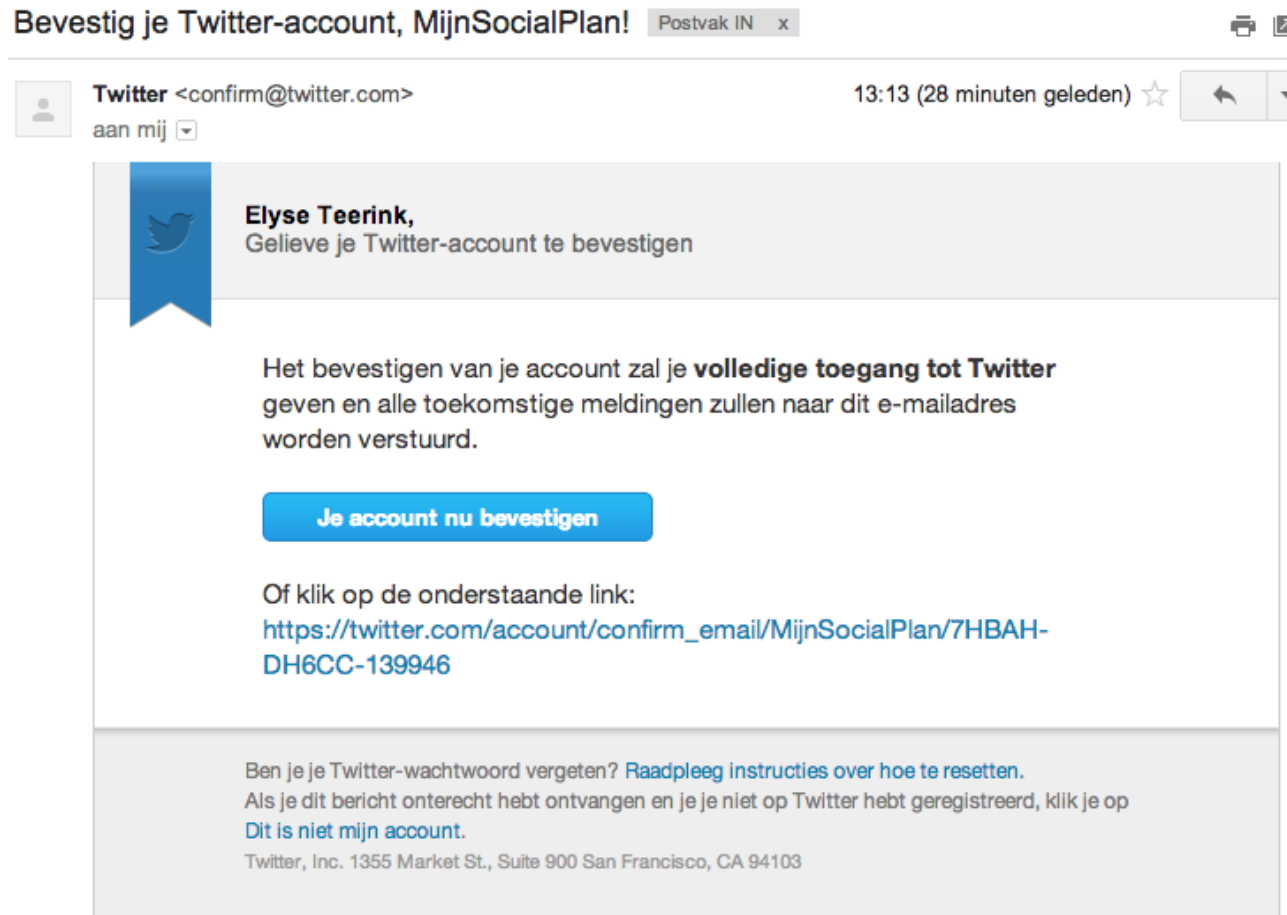 Bevestig je Twitter-account, MijnSocialPlan! Postvak IN x
Twitter <confirm@twitter.com> 13:13 (28 minuten geleden)
aan mij
Elyse Teerink,
Gelieve je Twitter-account te bevestigen
Het bevestigen van je account zal je volledige toegang tot Twitter
geven en alle toekomstige meldingen zullen naar dit e-mailadres
worden verstuurd.
Je account nu bevestigen
Of klik op de onderstaande link:
https://twitter.com/account/confirm_email/MijnSocialPlan/7HBAH-
DH6CC-139946
Ben je je Twitter-wachtwoord vergeten? Raadpleeg instructies over hoe te resetten.
Als je dit bericht onterecht hebt ontvangen en je je niet op Twitter hebt geregistreerd, klik je op
Dit is niet mijn account.
Twitter, Inc. 1355 Market St., Suite 900 San Francisco, CA 94103